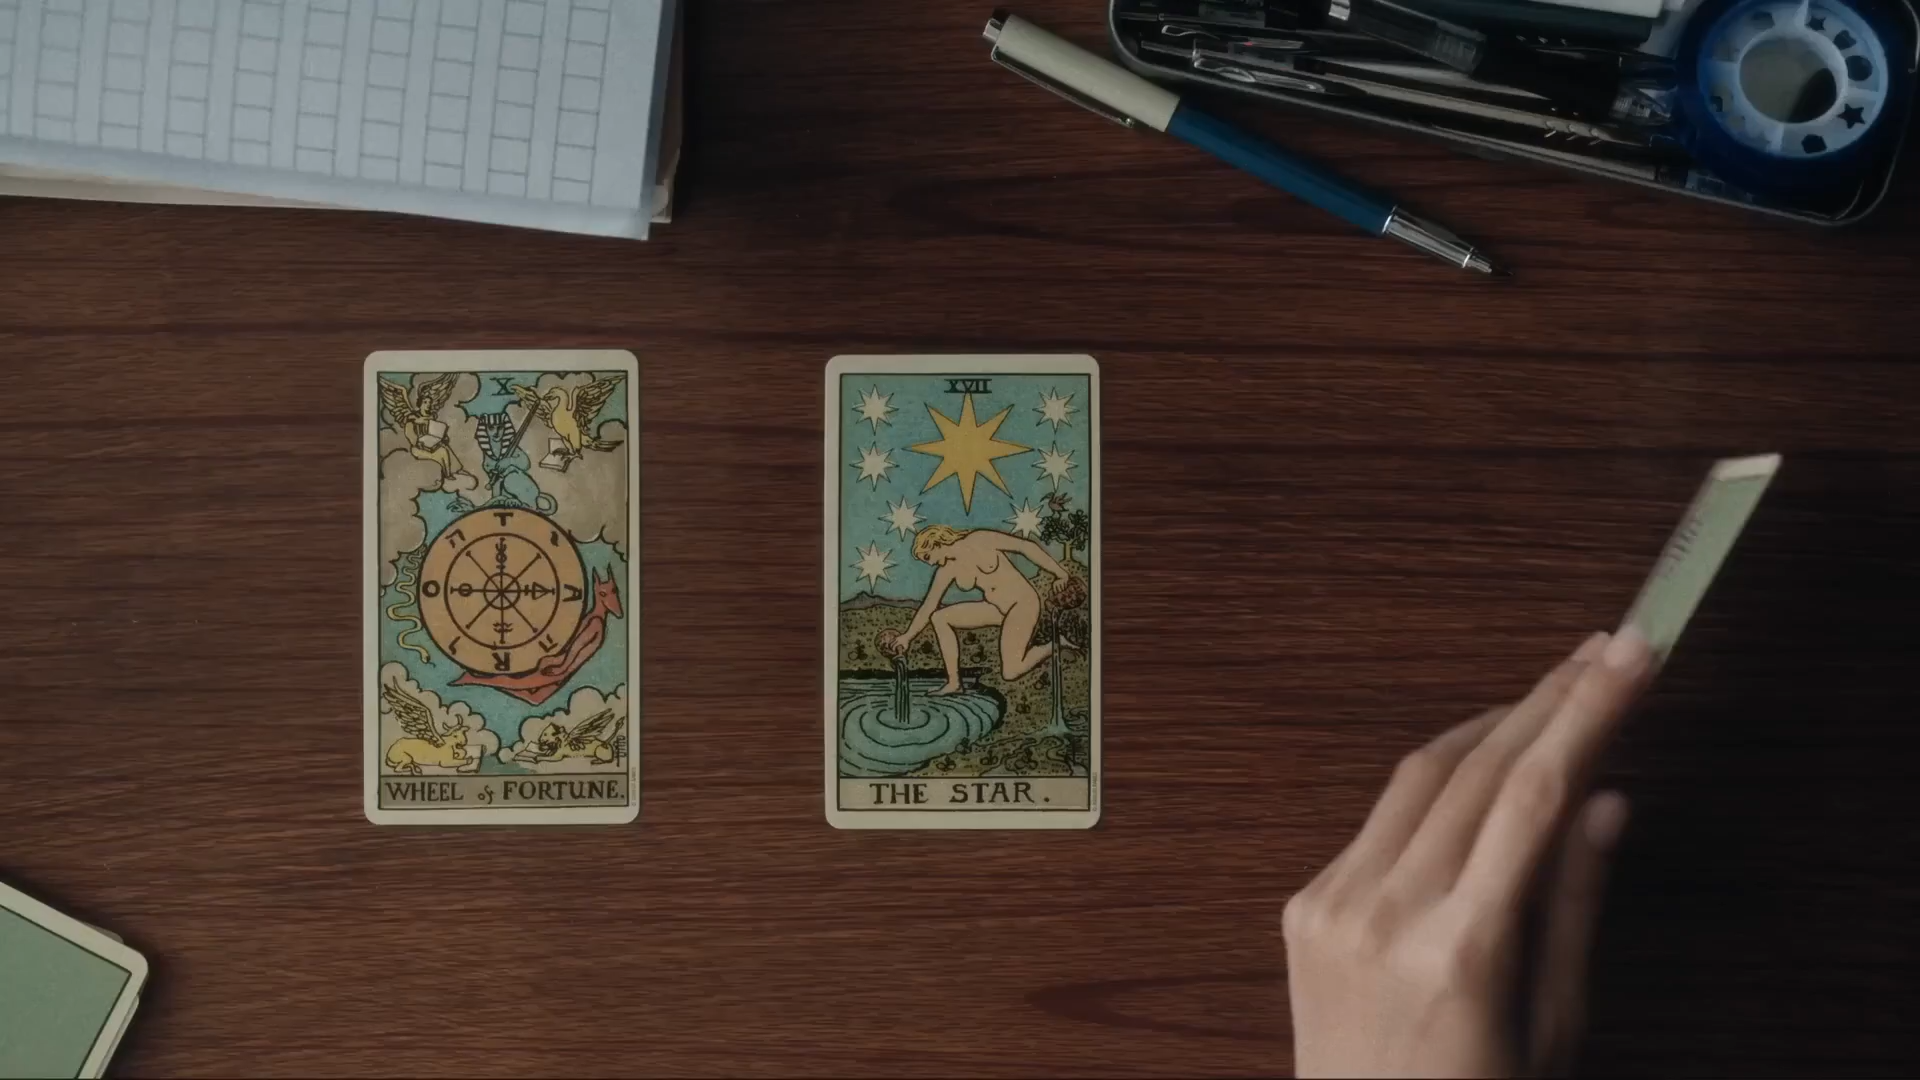 X
T
A
R
O
WHEEL of FORTUNE.
XVII
THE STAR.